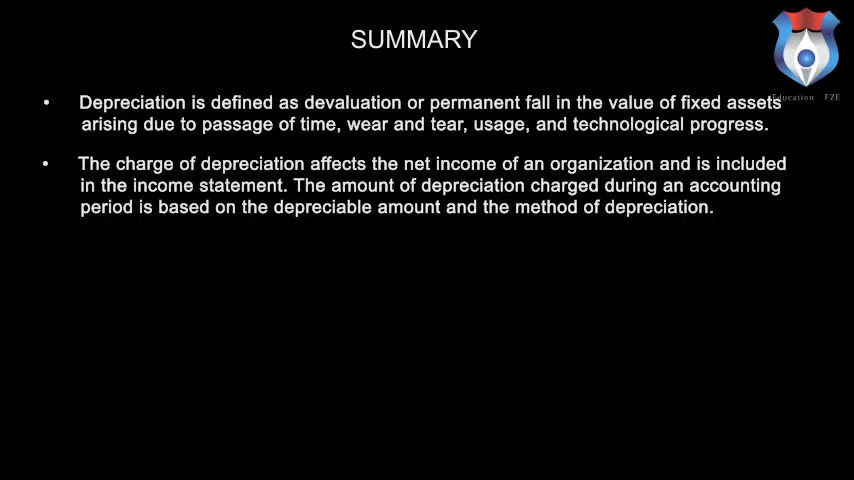 SUMMARY
• Depreciation is defined as devaluation or permanent fall in the value of fixed assets
arising due to passage of time, wear and tear, usage, and technological progress.
• The charge of depreciation affects the net income of an organization and is included
in the income statement. The amount of depreciation charged during an accounting
period is based on the depreciable amount and the method of depreciation.
Education FZE